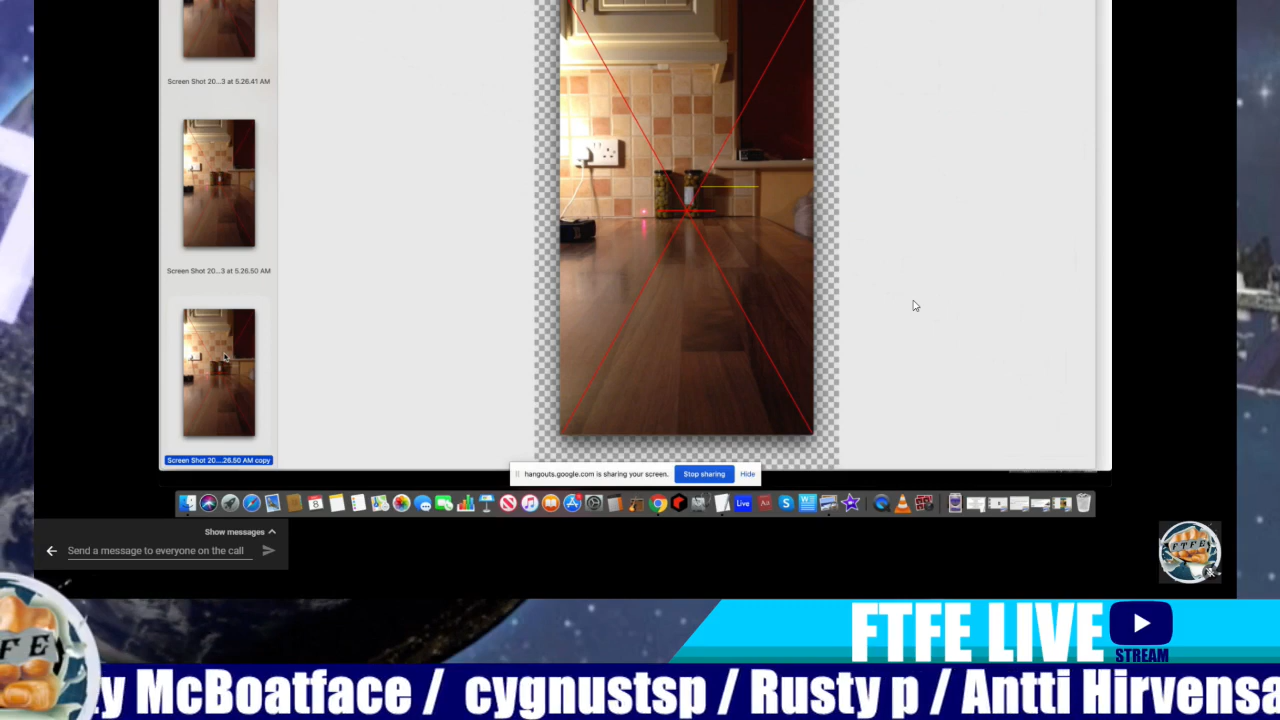 Screen Shot 20...3 at 5.26.41 AM
Screen Shot 20...3 at 5.26.50 AM
Screen Shot 20....26.50 AM copy
hangouts.google.com is sharing your screen.
Stop sharing
Hide
Live
Show messages
Send a message to everyone on the call
FTFE
FTFE LIVE
STREAM
F E
y McBoatface / cygnustsp / Rusty p / Antti Hirvensa